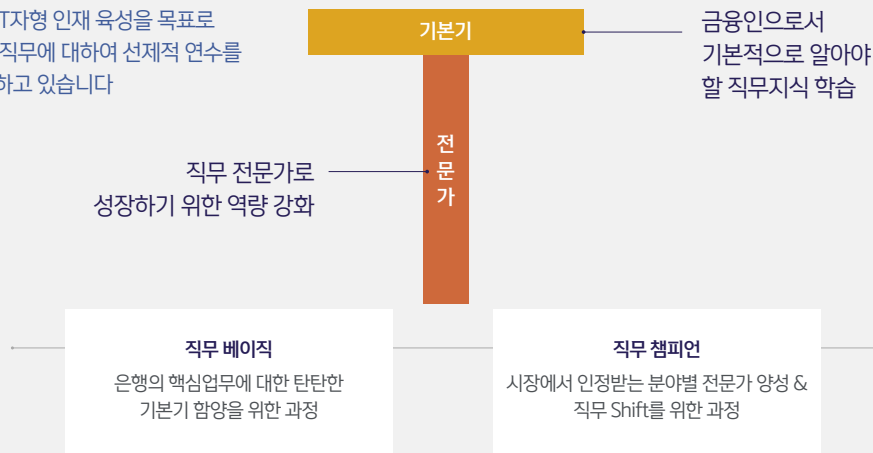 T자형 인재 육성을 목표로
직무에 대하여 선제적 연수를
하고 있습니다
기본기
금융인으로서
기본적으로 알아야
할 직무지식 학습
전문가
직무 전문가로
성장하기 위한 역량 강화
직무 베이직
은행의 핵심업무에 대한 탄탄한
기본기 함양을 위한 과정
직무 챔피언
시장에서 인정받는 분야별 전문가 양성 &
직무 Shift를 위한 과정